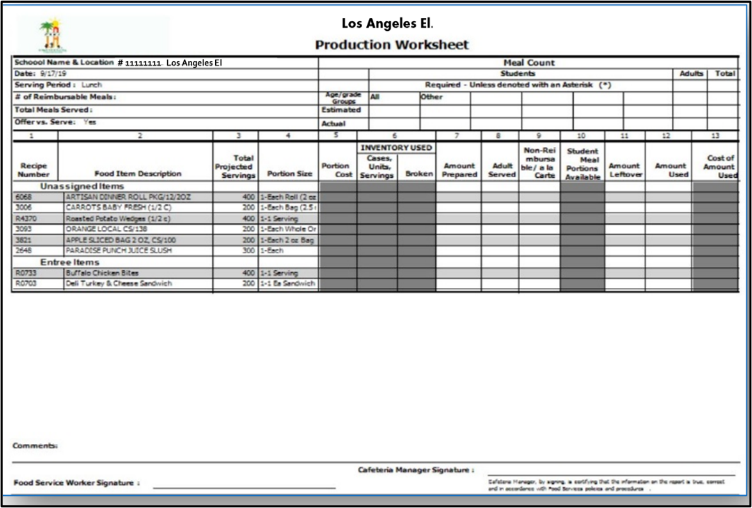 Los Angeles El.
Production Worksheet
Schoool Name & Location # 11111111 Los Angeles El
Meal Count
Date: 9/17/19
Students
Adults
Total
Serving Period : Lunch
Required - Unless denoted with an Asterisk (*)
# of Reimbursable Meals:
Age/grade Groups
All
Other
Total Meals Served:
Estimated
Offer vs. Serve: Yes
Actual
1 2 3 4 5 6 7 8 9 10 11 12 13
Recipe Number
Food Item Description
Total Projected Servings
Portion Size
Portion Cost
INVENTORY USED
Cases, Units, Servings
Broken
Amount Prepared
Adult Served
Non-Rei mbursa ble/ a la Carte
Student Meal Portions Available
Amount Leftover
Amount Used
Cost of Amount Used
Unassigned Items
6068 ARTISAN DINNER ROLL PKG/12/2OZ 400 1-Each Roll (2 oz
3006 CARROTS BABY FRESH (1/2 C) 200 1-Each Bag (2.5
R4370 Roasted Potato Wedges (1/2 c) 400 1-1 Serving
3093 ORANGE LOCAL CS/138 200 1-Each Whole Or
3821 APPLE SLICED BAG 2 OZ, CS/100 200 1-Each 2 oz Bag
2648 PARADISE PUNCH JUICE SLUSH 300 1-Each
Entree Items
R0733 Buffalo Chicken Bites 400 1-1 Serving
R0703 Deli Turkey & Cheese Sandwich 200 1-1 Ea Sandwich
Comments:
Cafeteria Manager Signature :
Food Service Worker Signature :
Cafeteria Manager, by signing, is certifying that the information on the report is true, correct
and in accordance with Food Services policies and procedures .